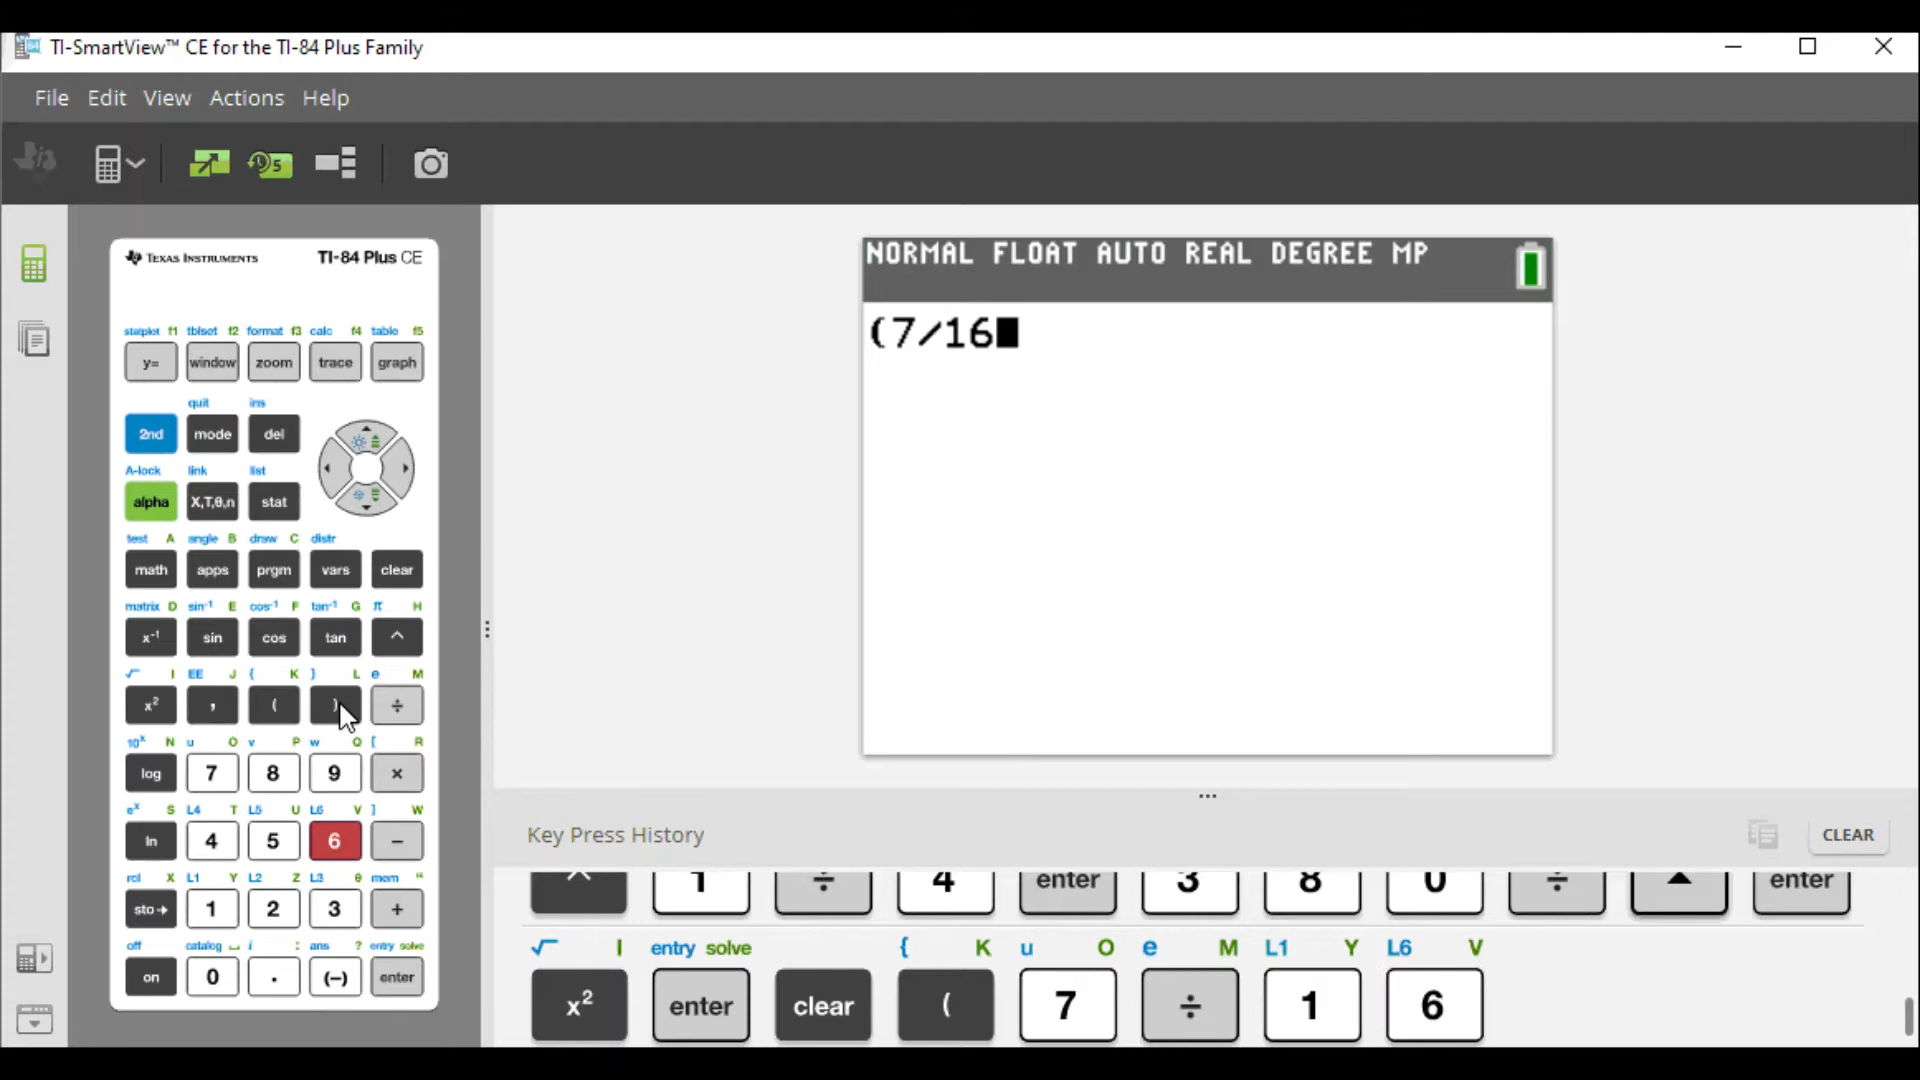 TI-SmartView™ CE for the TI-84 Plus Family
File Edit View Actions Help
5
TEXAS INSTRUMENTS TI-84 Plus CE
statplot f1 tblset f2 format f3 calc f4 table f5
y= window zoom trace graph
quit ins
2nd mode del
A-lock link list
alpha X,T,θ,n stat
test A angle B draw C distr
math apps prgm vars clear
matrix D sin-1 E cos-1 F tan-1 G π H
x-1 sin cos tan ^
√ I EE J { K } L e M
x² , ( ) ÷
10x N u O v P w Q [ R
log 7 8 9 ×
ex S L4 T L5 U L6 V ] W
ln 4 5 6 −
rcl X L1 Y L2 Z L3 θ mem "
sto→ 1 2 3 +
off catalog ⎵ i : ans ? entry solve
on 0 . (−) enter
NORMAL FLOAT AUTO REAL DEGREE MP
(7/16
Key Press History CLEAR
^ 1 ÷ 4 enter 3 8 0 ÷ ▲ enter
√ I entry solve { K u O e M L1 Y L6 V
x² enter clear ( 7 ÷ 1 6